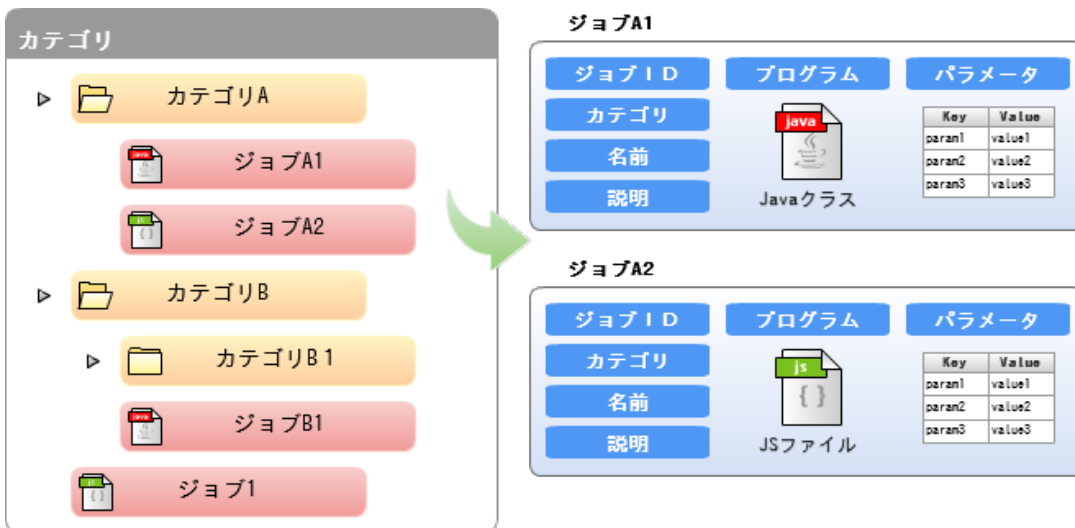 カテゴリ
カテゴリA
java
ジョブA1
js
{ }
ジョブA2
カテゴリB
カテゴリB1
java
ジョブB1
js
{ }
ジョブ1
ジョブA1
ジョブID
プログラム
パラメータ
カテゴリ
名前
説明
java
Javaクラス
Key Value
param1 value1
param2 value2
param3 value3
ジョブA2
ジョブID
プログラム
パラメータ
カテゴリ
名前
説明
js
{ }
JSファイル
Key Value
param1 value1
param2 value2
param3 value3